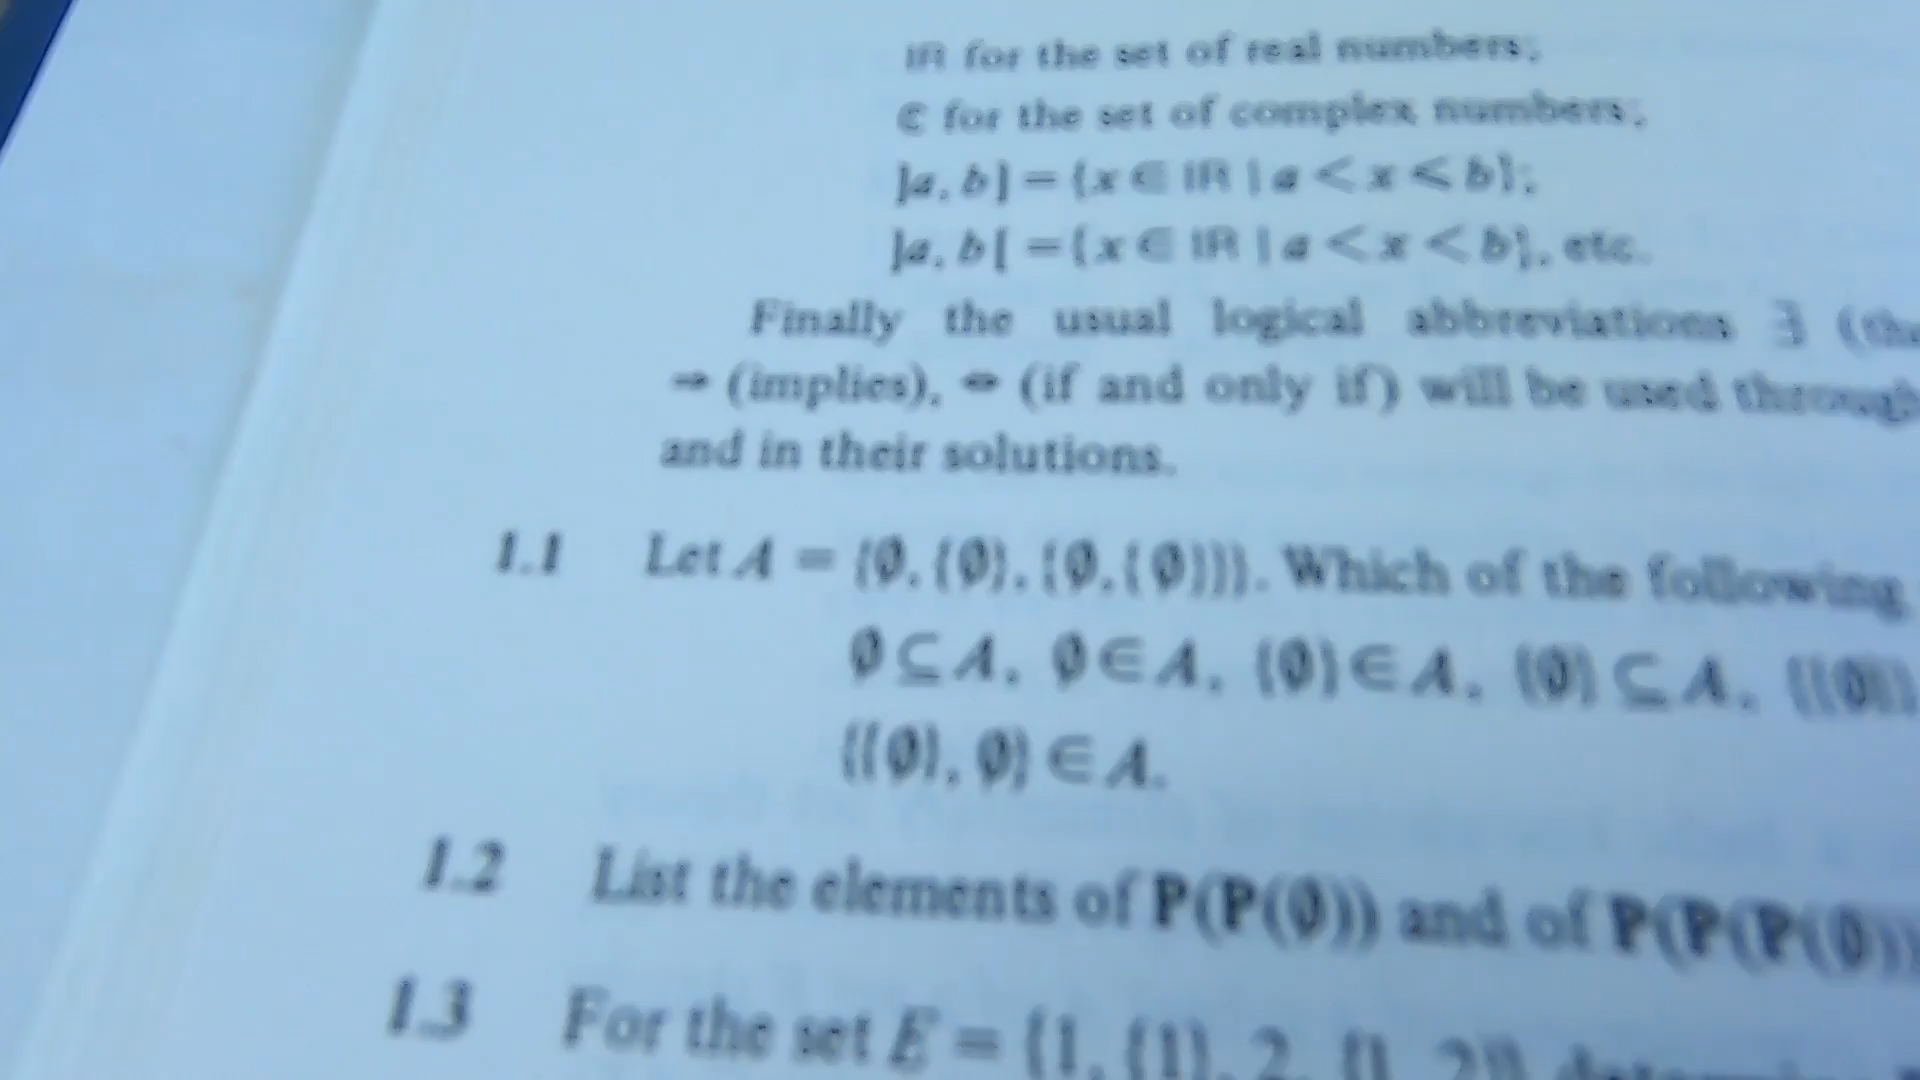 ℝ for the set of real numbers;
ℂ for the set of complex numbers;
]a, b] = {x ∈ ℝ | a < x ⩽ b};
]a, b[ = {x ∈ ℝ | a < x < b}, etc.
Finally the usual logical abbreviations ∃
→ (implies), ↔ (if and only if) will be used
and in their solutions.
1.1 Let A = {∅, {∅}, {∅, {∅}}}. Which of the following
∅ ⊆ A, ∅ ∈ A, {∅} ∈ A, {∅} ⊆ A,
{{∅}, ∅} ∈ A.
1.2 List the elements of P(P(∅)) and of P(P(P(∅)))
1.3 For the set E = {1, {1}, 2, {1, 2}}